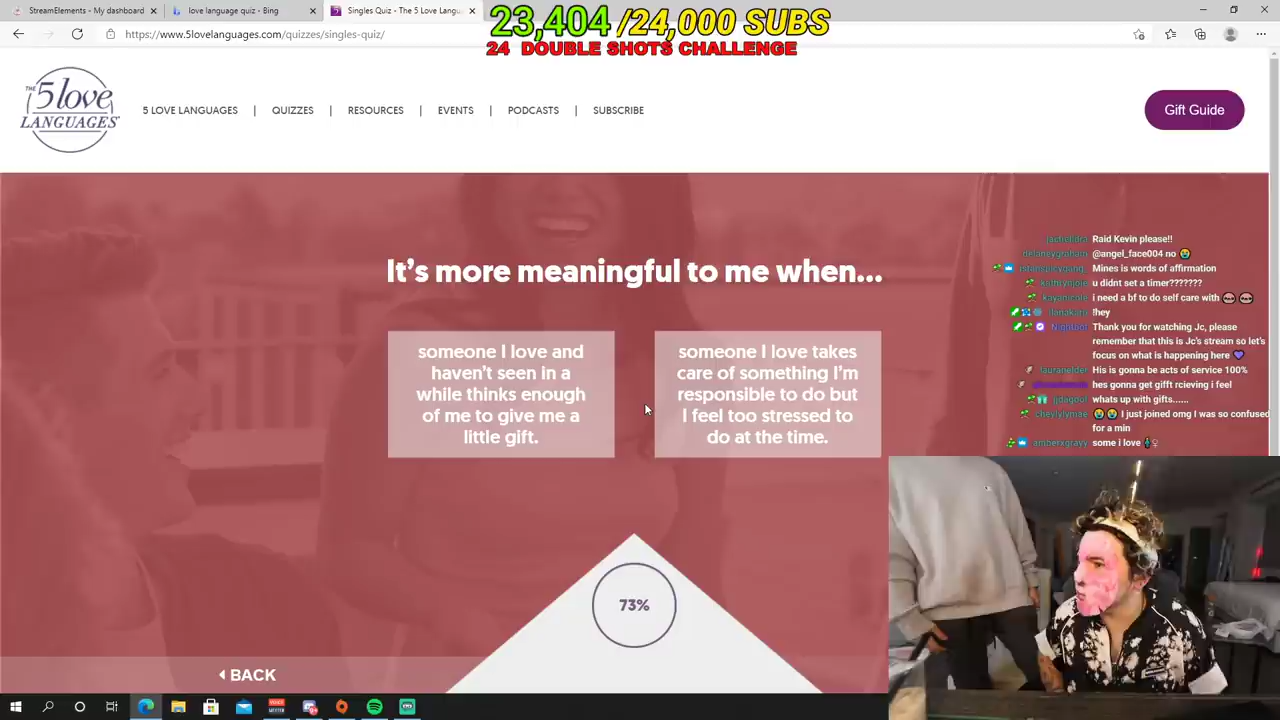 StreamElements - My dashboard
love language quiz - Bing
Singles Quiz - The 5 Love Langu
23,404 /24,000 SUBS
24 DOUBLE SHOTS CHALLENGE
https://www.5lovelanguages.com/quizzes/singles-quiz/
THE 5 love LANGUAGES
5 LOVE LANGUAGES | QUIZZES | RESOURCES | EVENTS | PODCASTS | SUBSCRIBE
Gift Guide
It's more meaningful to me when...
someone I love and
haven't seen in a
while thinks enough
of me to give me a
little gift.
someone I love takes
care of something I'm
responsible to do but
I feel too stressed to
do at the time.
73%
BACK
Raid Kevin please!!
delaneygraham @angel_face004 no
Mines is words of affirmation
u didnt set a timer???????
kayanicole i need a bf to do self care with
ilanakara !hey
Nightbot Thank you for watching Jc, please
remember that this is Jc's stream so let's
focus on what is happening here
lauranelder His is gonna be acts of service 100%
hes gonna get gifft rcieving i feel
whats up with gifts......
cheylylymae I just joined omg I was so confused
for a min
amberxgravy some i love